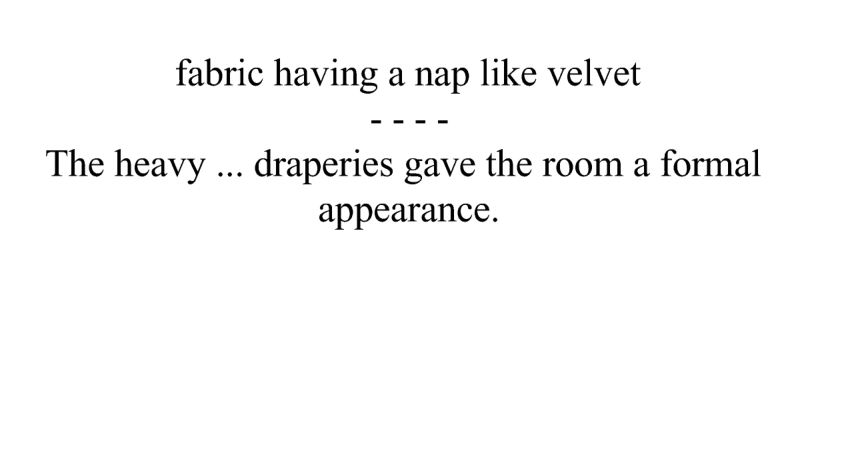 fabric having a nap like velvet
- - - -
The heavy ... draperies gave the room a formal
appearance.